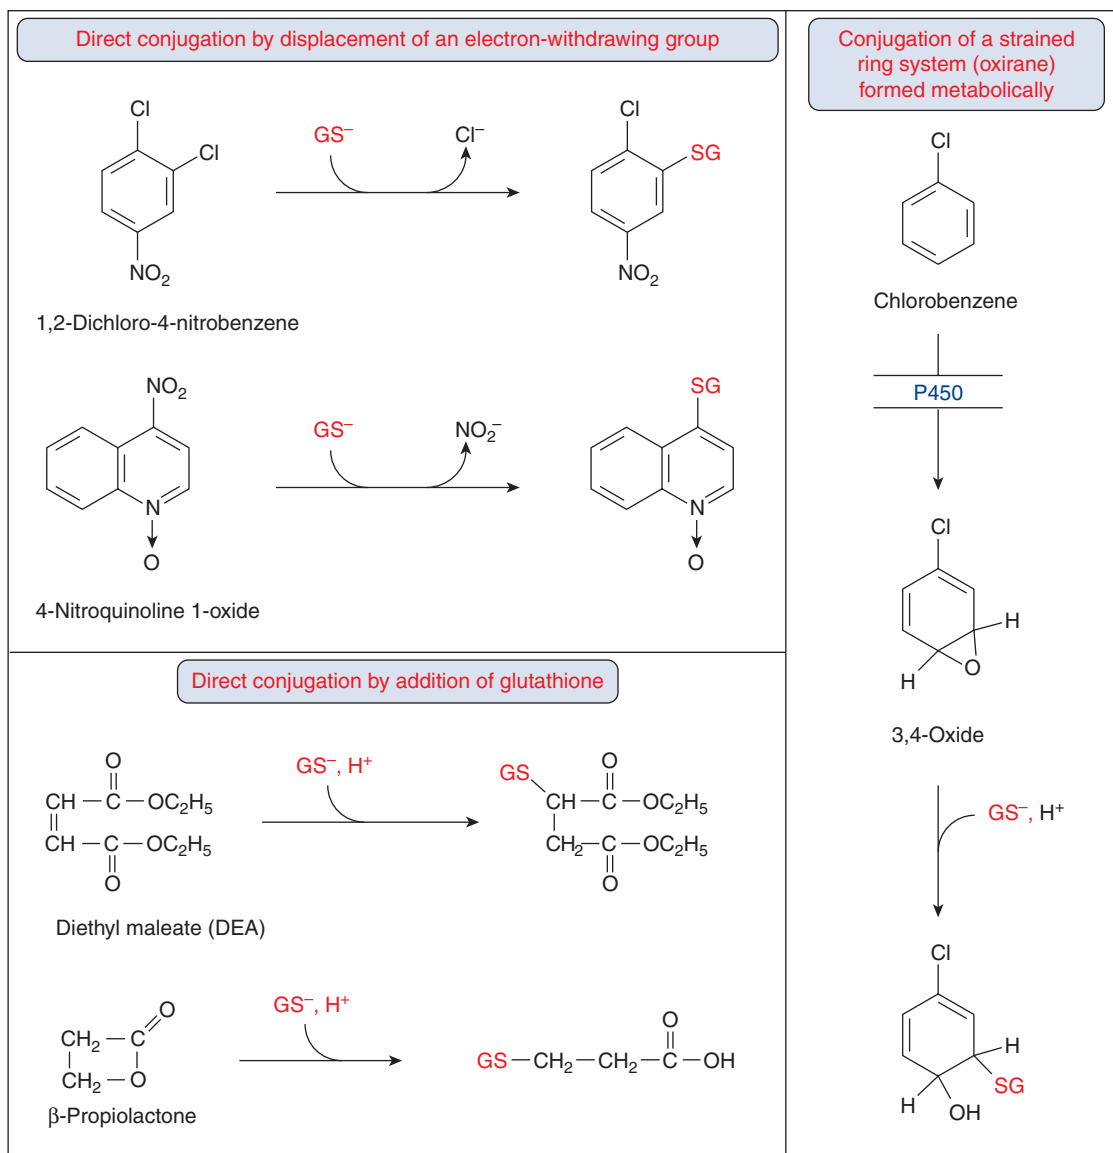 Direct conjugation by displacement of an electron-withdrawing group
Cl
Cl
NO2
GS–
Cl–
Cl
SG
NO2
1,2-Dichloro-4-nitrobenzene
NO2
N
O
GS–
NO2–
SG
N
O
4-Nitroquinoline 1-oxide
Direct conjugation by addition of glutathione
O
CH — C — OC2H5
CH — C — OC2H5
O
GS–, H+
O
GS
CH — C — OC2H5
CH2 — C — OC2H5
O
Diethyl maleate (DEA)
O
CH2 — C
CH2 O
GS–, H+
O
GS — CH2 — CH2 — C — OH
β-Propiolactone
Conjugation of a strained
ring system (oxirane)
formed metabolically
Cl
Chlorobenzene
P450
Cl
H
O
H
3,4-Oxide
GS–, H+
Cl
H
SG
H
OH